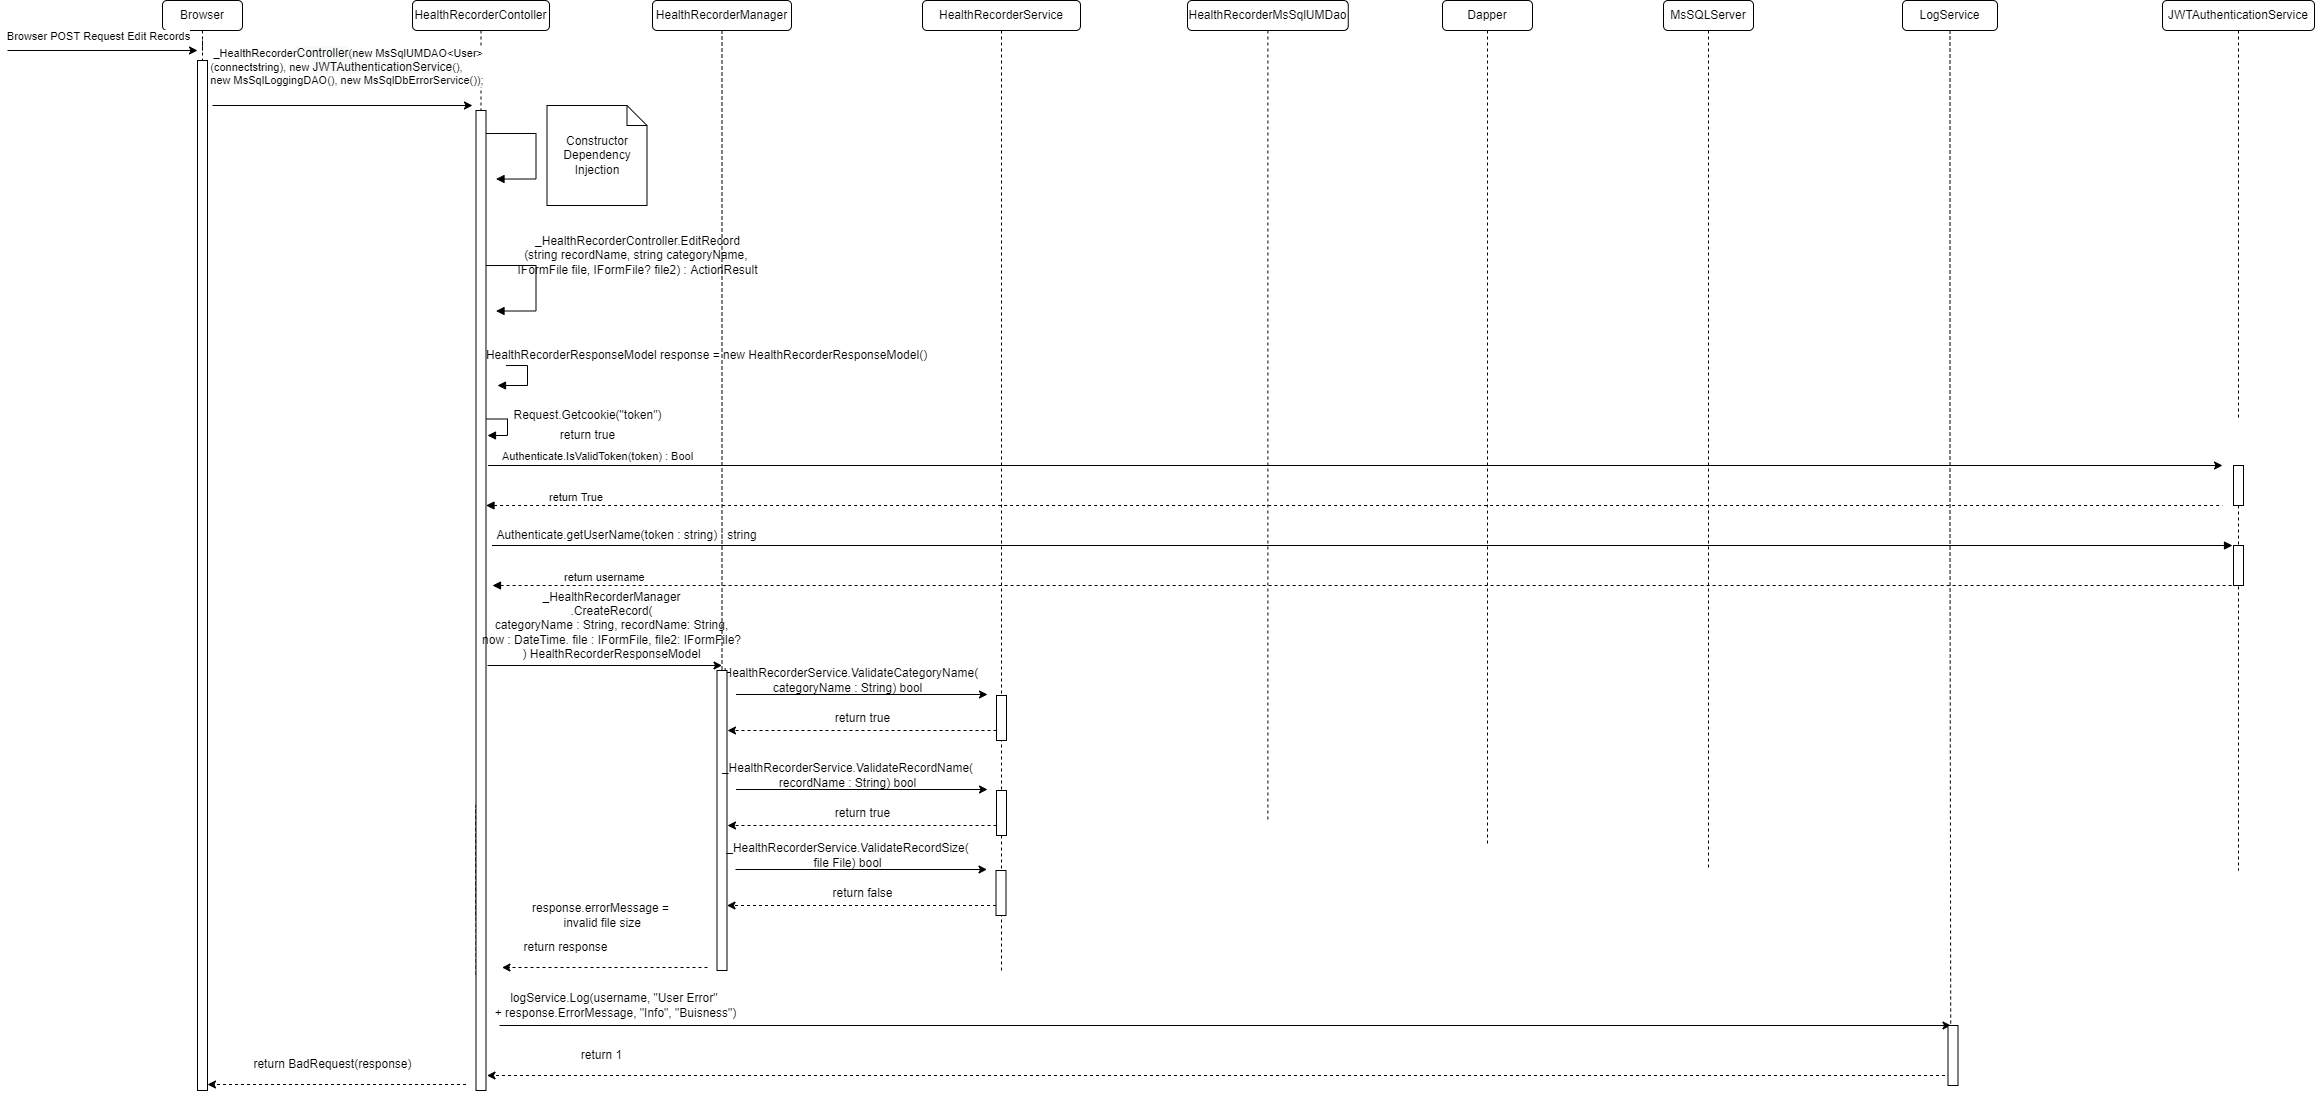 Browser
HealthRecorderContoller
HealthRecorderManager
HealthRecorderService
HealthRecorderMsSqlUMDao
Dapper
MsSQLServer
LogService
JWTAuthenticationService
Browser POST Request Edit Records
_HealthRecorderController(new MsSqlUMDAO<User>
(connectstring), new JWTAuthenticationService(),
new MsSqlLoggingDAO(), new MsSqlDbErrorService());
Constructor
Dependency
Injection
_HealthRecorderController.EditRecord
(string recordName, string categoryName,
IFormFile file, IFormFile? file2) : ActionResult
HealthRecorderResponseModel response = new HealthRecorderResponseModel()
Request.Getcookie("token")
return true
Authenticate.IsValidToken(token) : Bool
return True
Authenticate.getUserName(token : string) : string
return username
_HealthRecorderManager
.CreateRecord(
categoryName : String, recordName: String,
now : DateTime. file : IFormFile, file2: IFormFile?
) HealthRecorderResponseModel
_HealthRecorderService.ValidateCategoryName(
categoryName : String) bool
return true
_HealthRecorderService.ValidateRecordName(
recordName : String) bool
return true
_HealthRecorderService.ValidateRecordSize(
file File) bool
return false
response.errorMessage =
invalid file size
return response
logService.Log(username, "User Error"
+ response.ErrorMessage, "Info", "Buisness")
return 1
return BadRequest(response)